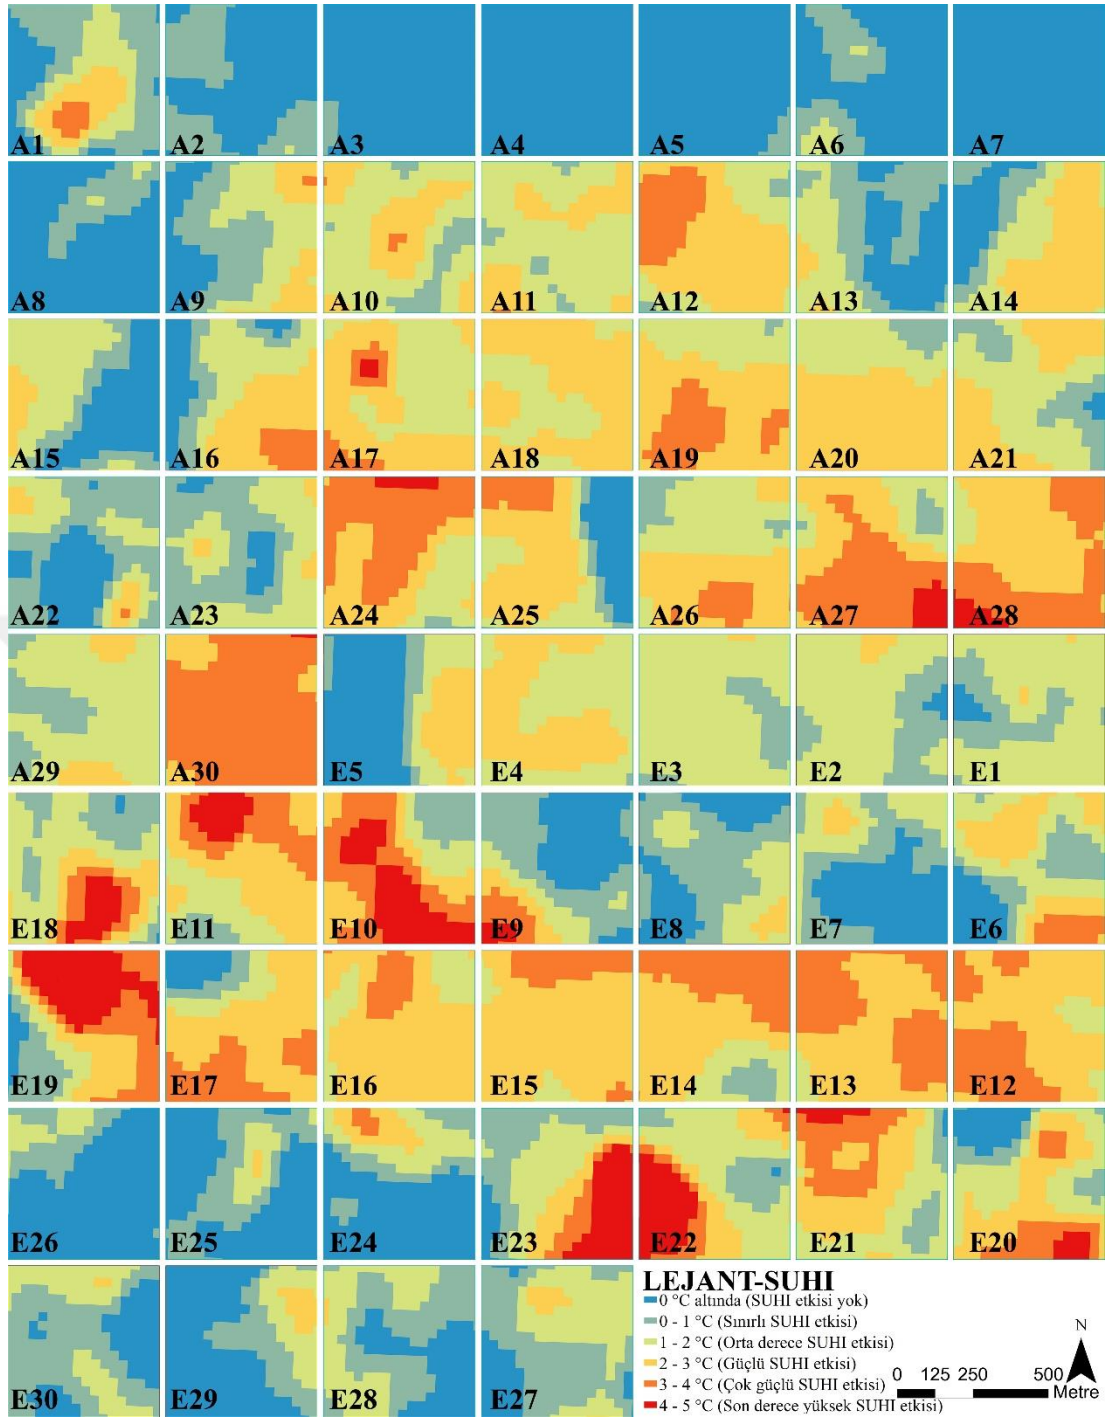 A1 A2 A3 A4 A5 A6 A7
A8 A9 A10 A11 A12 A13 A14
A15 A16 A17 A18 A19 A20 A21
A22 A23 A24 A25 A26 A27 A28
A29 A30 E5 E4 E3 E2 E1
E18 E11 E10 E9 E8 E7 E6
E19 E17 E16 E15 E14 E13 E12
E26 E25 E24 E23 E22 E21 E20
E30 E29 E28 E27
LEJANT-SUHI
0 °C altında (SUHI etkisi yok)
0 - 1 °C (Sınırlı SUHI etkisi)
1 - 2 °C (Orta derece SUHI etkisi)
2 - 3 °C (Güçlü SUHI etkisi)
3 - 4 °C (Çok güçlü SUHI etkisi)
4 - 5 °C (Son derece yüksek SUHI etkisi)
N
0 125 250 500
Metre